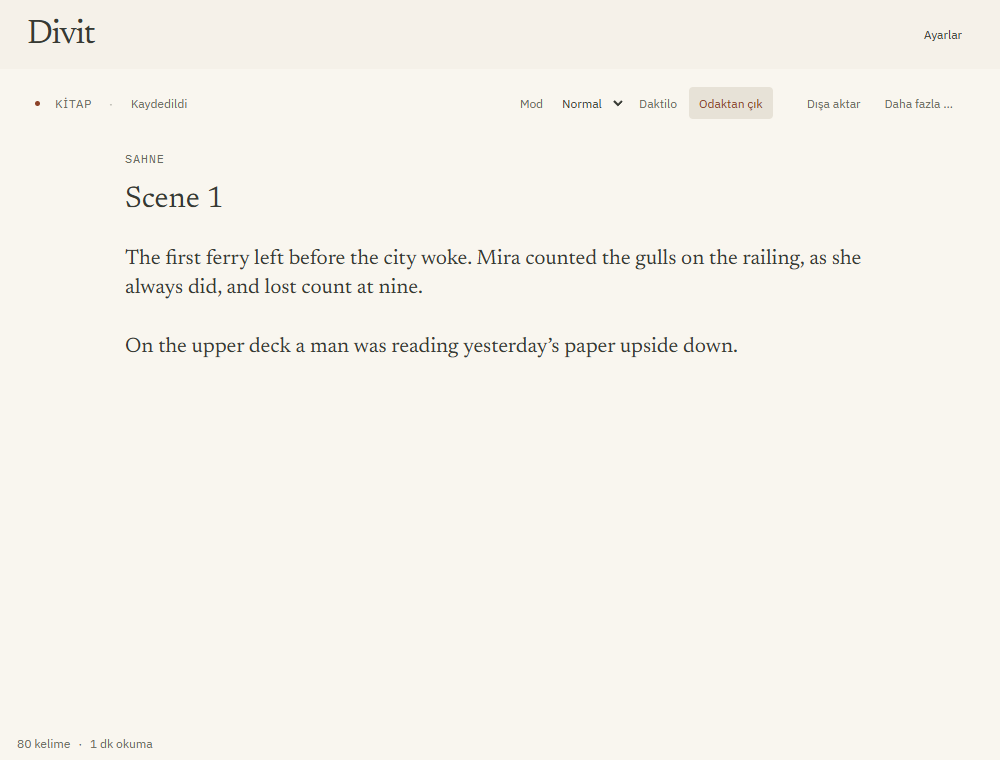 Divit
Ayarlar
KİTAP · Kaydedildi
Mod Normal Daktilo Odaktan çık Dışa aktar Daha fazla ...
SAHNE
Scene 1
The first ferry left before the city woke. Mira counted the gulls on the railing, as she
always did, and lost count at nine.
On the upper deck a man was reading yesterday’s paper upside down.
80 kelime · 1 dk okuma